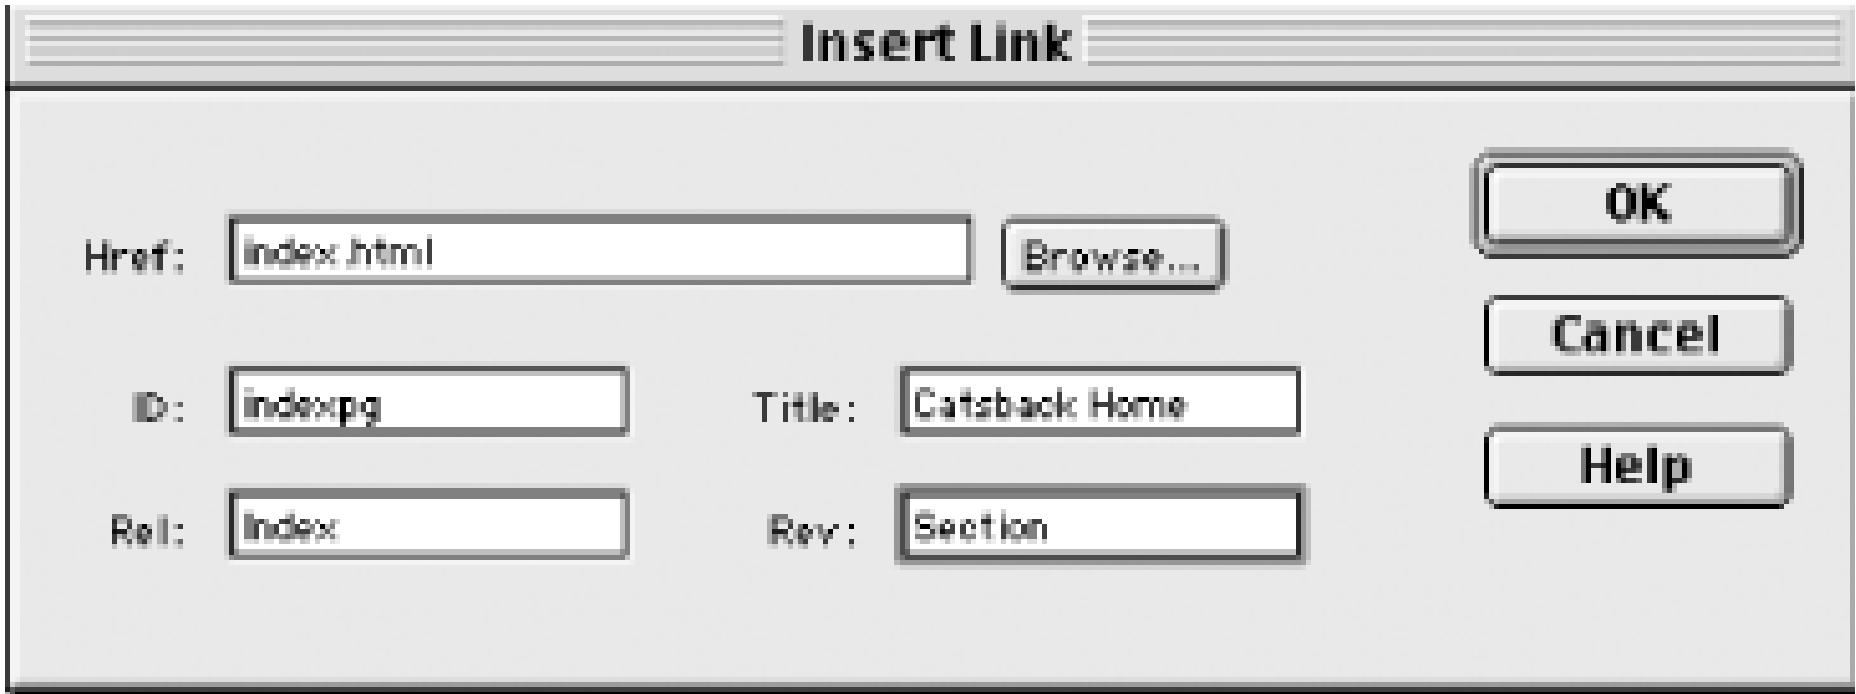 Insert Link
OK
Href: index.html Browse...
Cancel
ID: indexpg Title: Catsback Home
Help
Rel: Index Rev: Section